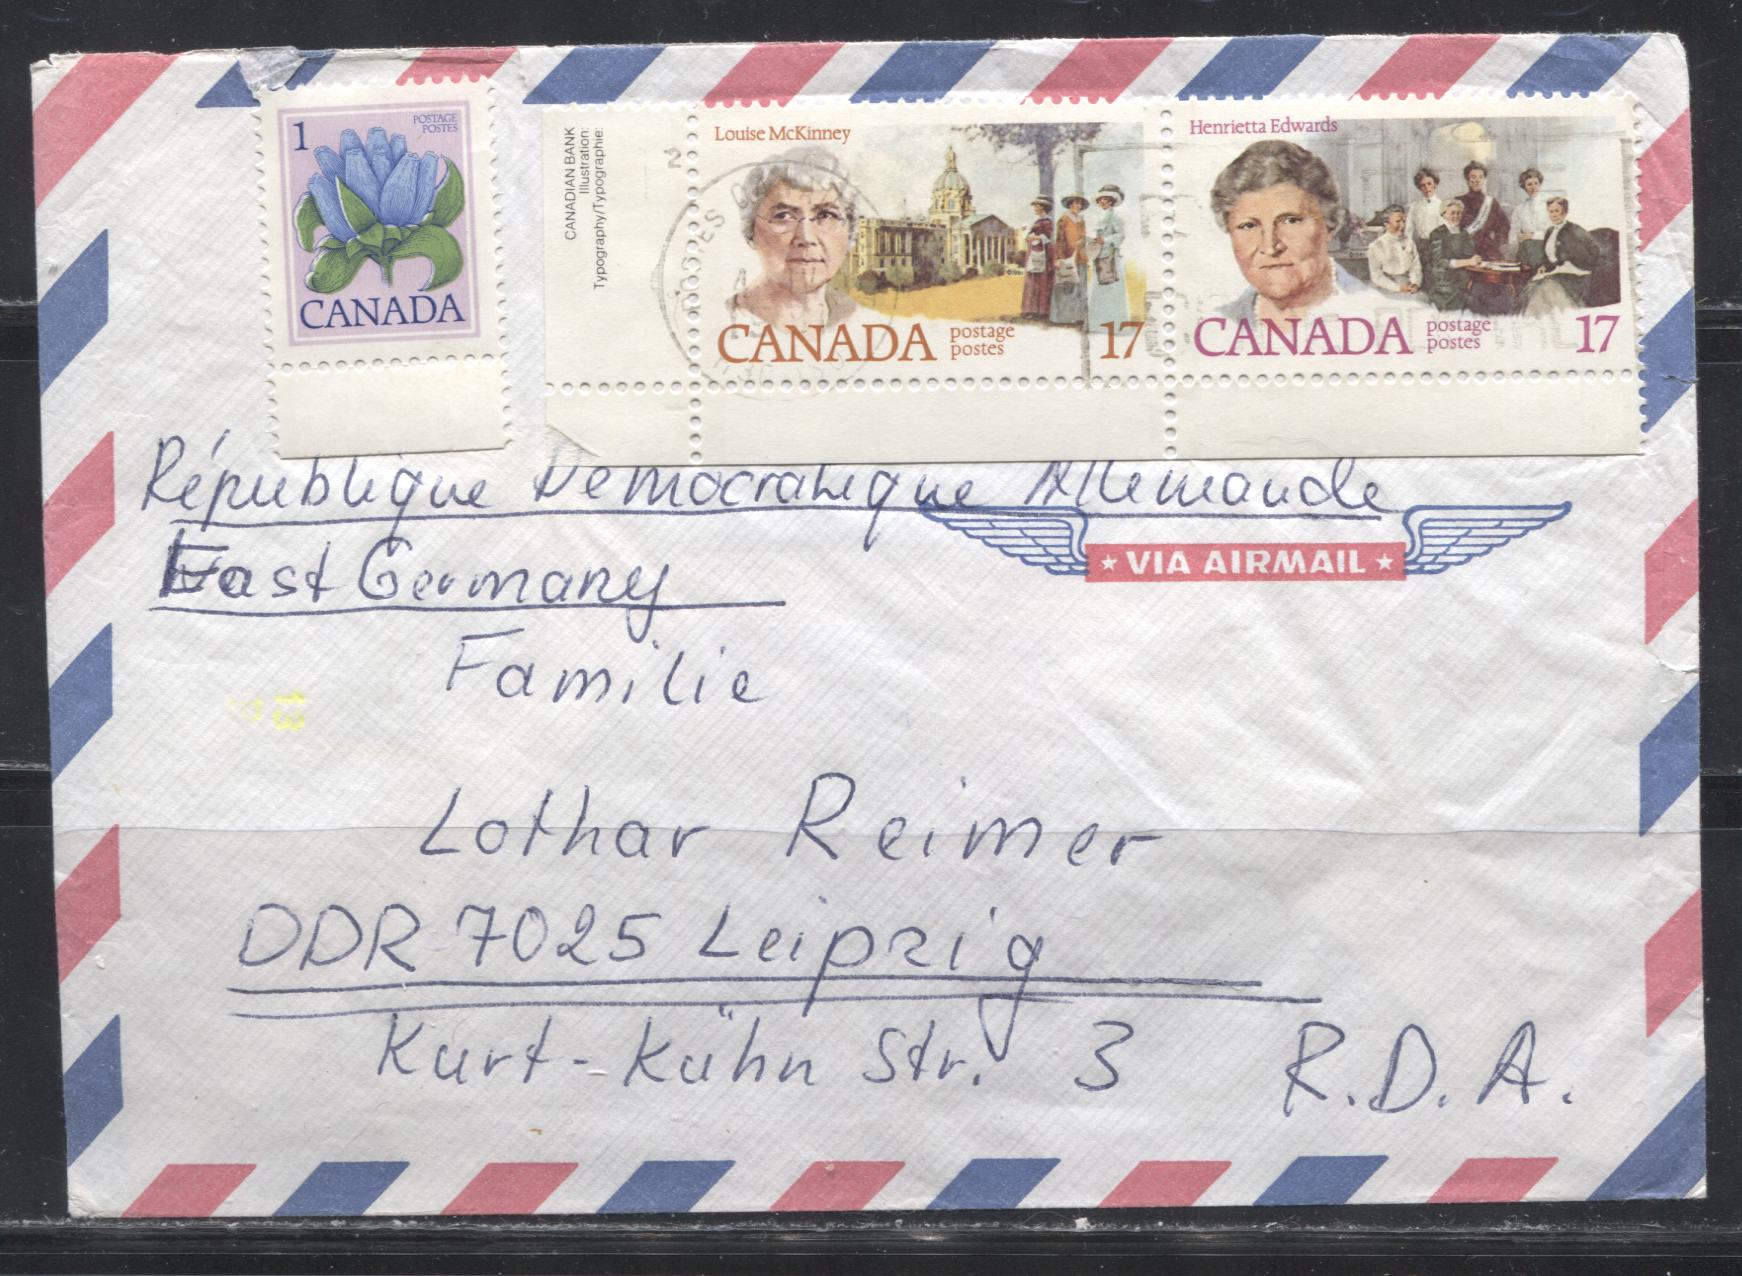 1
POSTAGE
POSTES
CANADA
CANADIAN BANK
Illustration:
Typography/Typographie:
2
Louise McKinney
CANADA
postage
postes
17
Henrietta Edwards
CANADA
postage
postes
17
République Démocratique Allemande
East Germany
VIA AIRMAIL
Familie
13
Lothar Reimer
DDR 7025 Leipzig
Kurt-Kühn Str. 3
R.D.A.